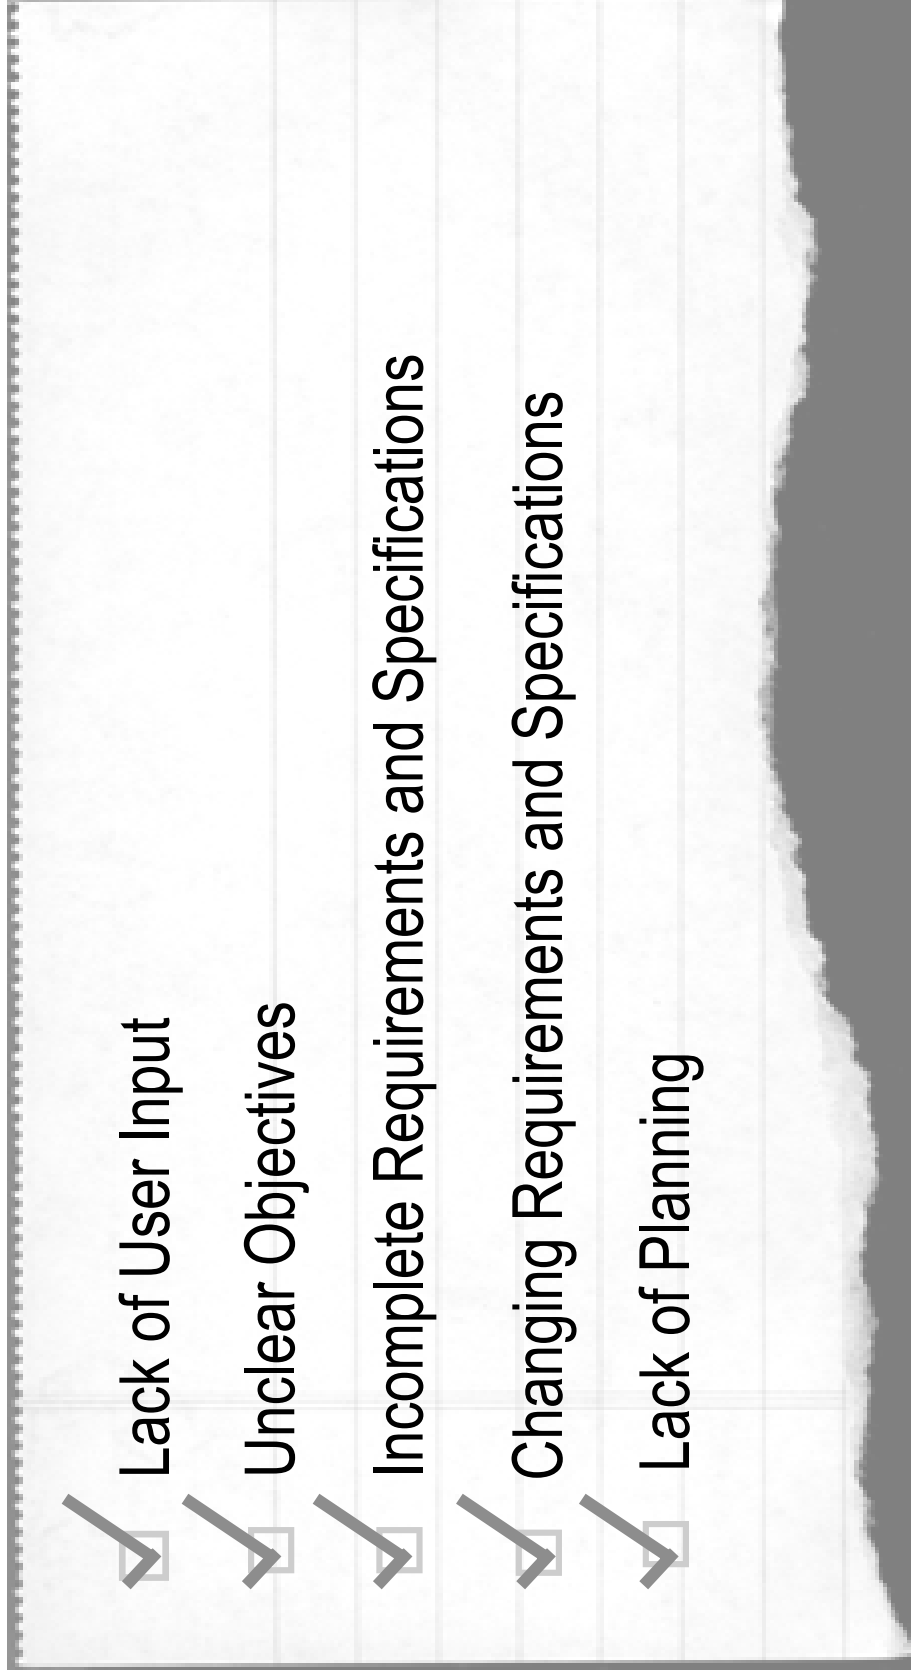 Lack of User Input
Unclear Objectives
Incomplete Requirements and Specifications
Changing Requirements and Specifications
Lack of Planning